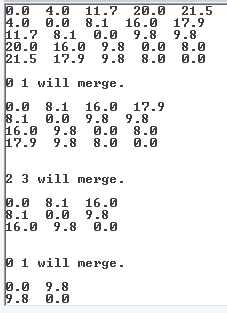 0.0 4.0 11.7 20.0 21.5
4.0 0.0 8.1 16.0 17.9
11.7 8.1 0.0 9.8 9.8
20.0 16.0 9.8 0.0 8.0
21.5 17.9 9.8 8.0 0.0
0 1 will merge.
0.0 8.1 16.0 17.9
8.1 0.0 9.8 9.8
16.0 9.8 0.0 8.0
17.9 9.8 8.0 0.0
2 3 will merge.
0.0 8.1 16.0
8.1 0.0 9.8
16.0 9.8 0.0
0 1 will merge.
0.0 9.8
9.8 0.0